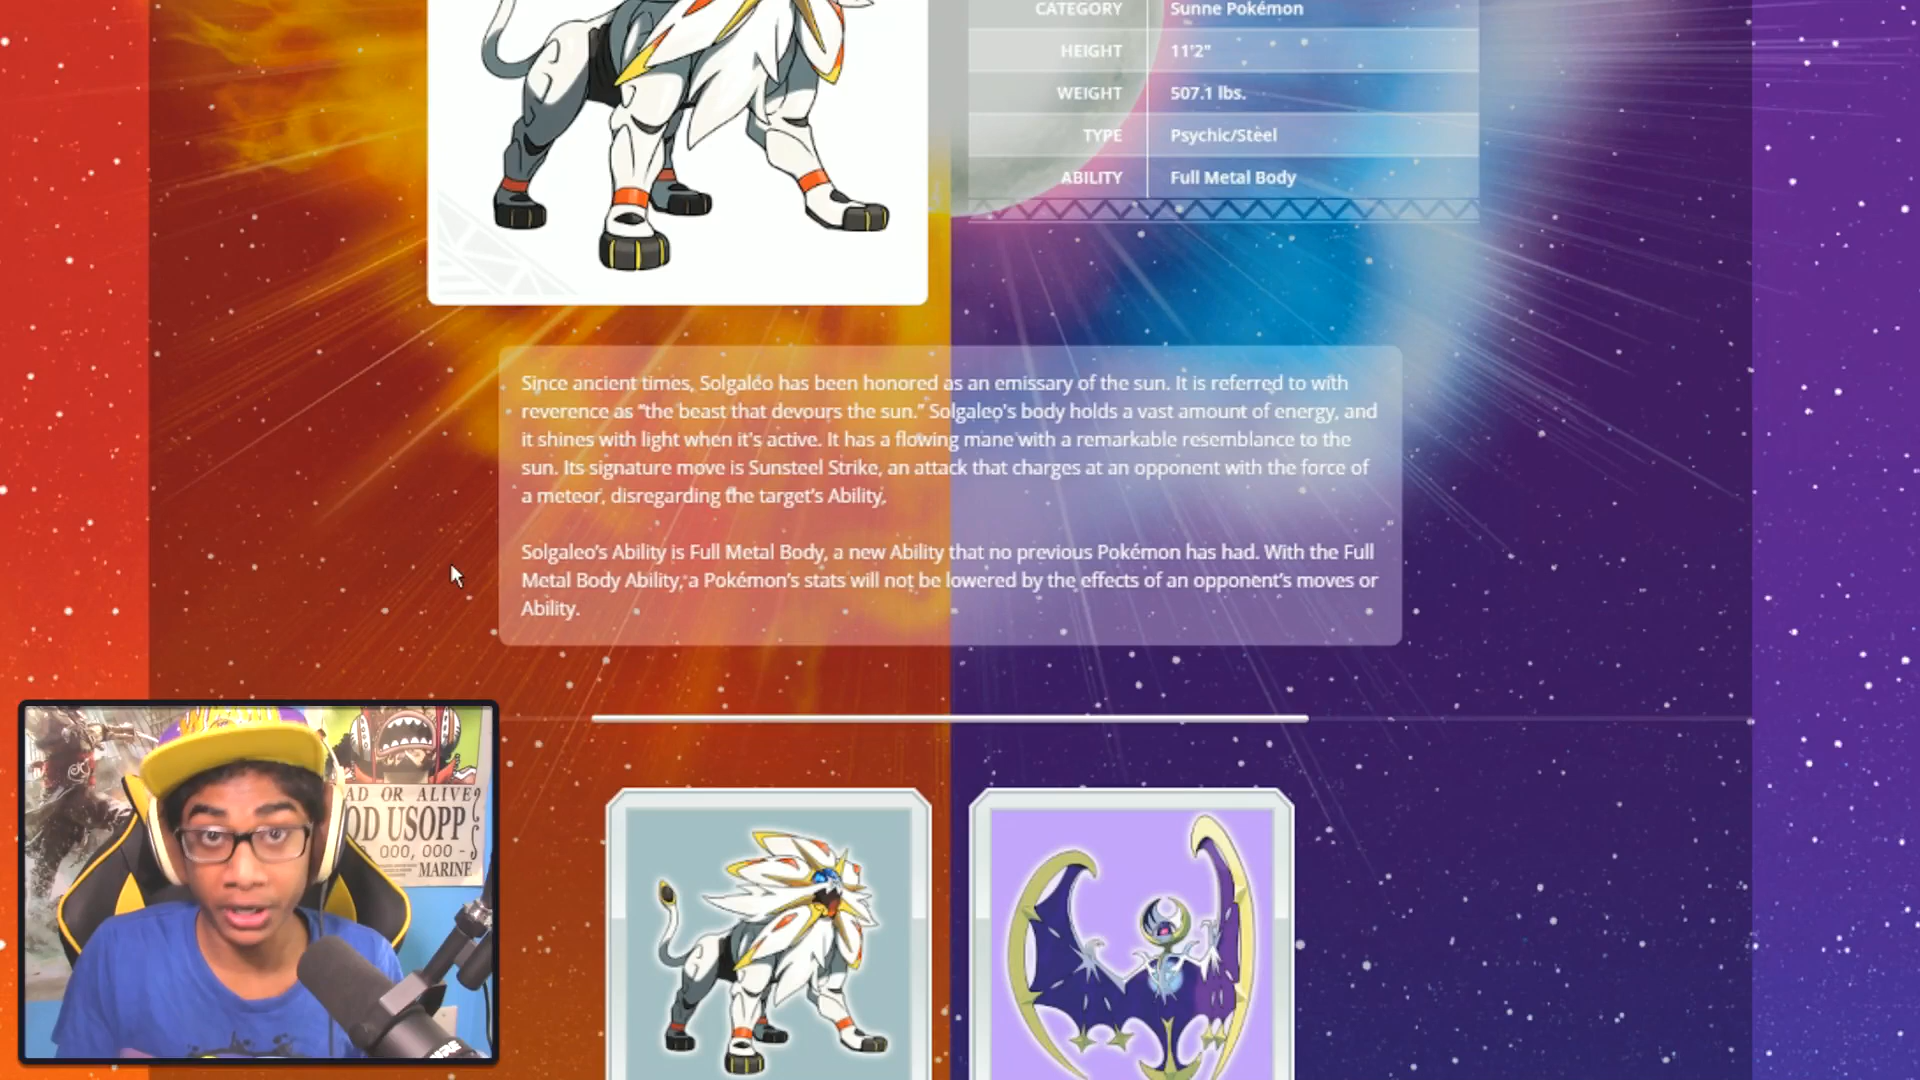 CATEGORY Sunne Pokémon
HEIGHT 11'2"
WEIGHT 507.1 lbs.
TYPE Psychic/Steel
ABILITY Full Metal Body
Since ancient times, Solgaleo has been honored as an emissary of the sun. It is referred to with
reverence as “the beast that devours the sun.” Solgaleo's body holds a vast amount of energy, and
it shines with light when it's active. It has a flowing mane with a remarkable resemblance to the
sun. Its signature move is Sunsteel Strike, an attack that charges at an opponent with the force of
a meteor, disregarding the target's Ability.
Solgaleo’s Ability is Full Metal Body, a new Ability that no previous Pokémon has had. With the Full
Metal Body Ability, a Pokémon’s stats will not be lowered by the effects of an opponent’s moves or
Ability.
AD OR ALIVE
OD USOPP
000, 000 -
MARINE